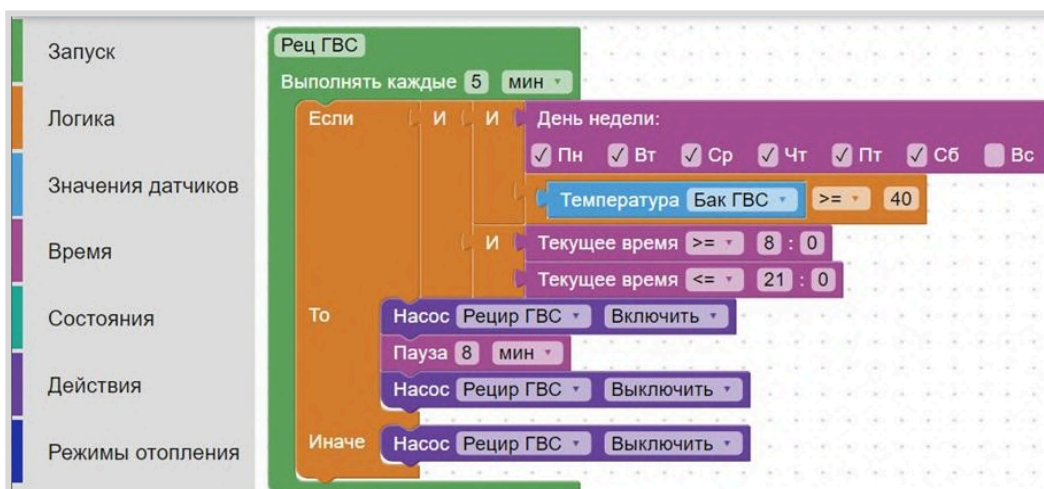 Запуск
Логика
Значения датчиков
Время
Состояния
Действия
Режимы отопления
Рец ГВС
Выполнять каждые 5 мин
Если И И День недели:
Пн Вт Ср Чт Пт Сб Вс
Температура Бак ГВС >= 40
И Текущее время >= 8 : 0
Текущее время <= 21 : 0
То Насос Рецир ГВС Включить
Пауза 8 мин
Насос Рецир ГВС Выключить
Иначе Насос Рецир ГВС Выключить